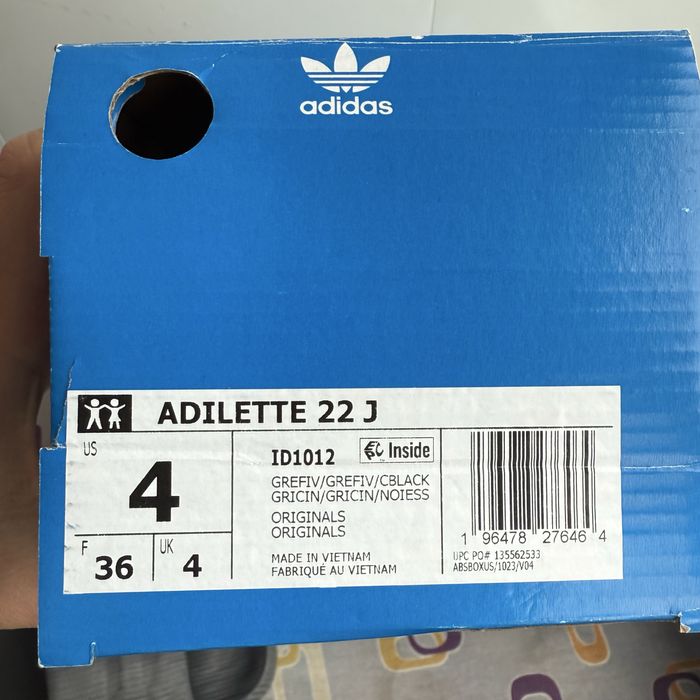 adidas
ADILETTE 22 J
US
4
F
36
UK
4
ID1012
Inside
GREFIV/GREFIV/CBLACK
GRICIN/GRICIN/NOIESS
ORIGINALS
ORIGINALS
MADE IN VIETNAM
FABRIQUÉ AU VIETNAM
1 96478 27646 4
UPC PO# 135562533
ABSBOXUS/1023/V04